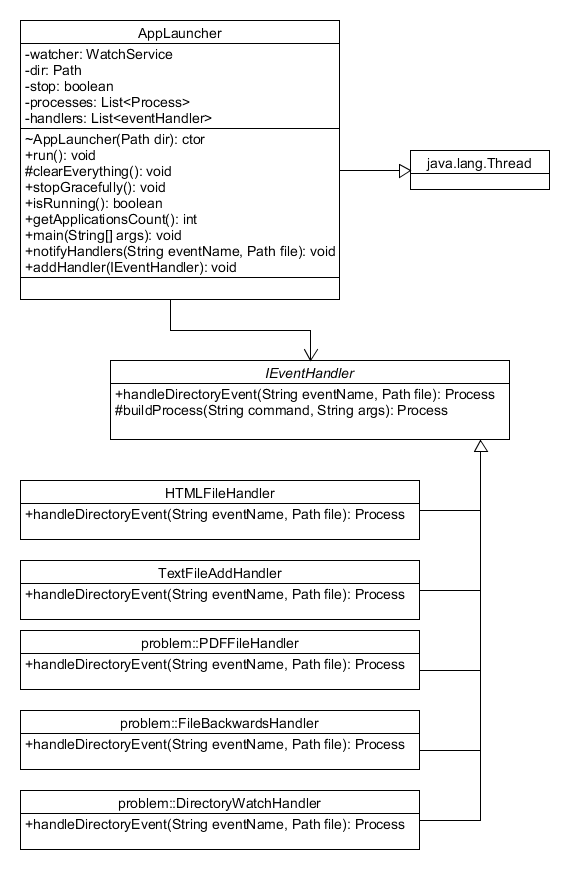 AppLauncher
-watcher: WatchService
-dir: Path
-stop: boolean
-processes: List<Process>
-handlers: List<eventHandler>
~AppLauncher(Path dir): ctor
+run(): void
#clearEverything(): void
+stopGracefully(): void
+isRunning(): boolean
+getApplicationsCount(): int
+main(String[] args): void
+notifyHandlers(String eventName, Path file): void
+addHandler(IEventHandler): void
java.lang.Thread
IEventHandler
+handleDirectoryEvent(String eventName, Path file): Process
#buildProcess(String command, String args): Process
HTMLFileHandler
+handleDirectoryEvent(String eventName, Path file): Process
TextFileAddHandler
+handleDirectoryEvent(String eventName, Path file): Process
problem::PDFFileHandler
+handleDirectoryEvent(String eventName, Path file): Process
problem::FileBackwardsHandler
+handleDirectoryEvent(String eventName, Path file): Process
problem::DirectoryWatchHandler
+handleDirectoryEvent(String eventName, Path file): Process